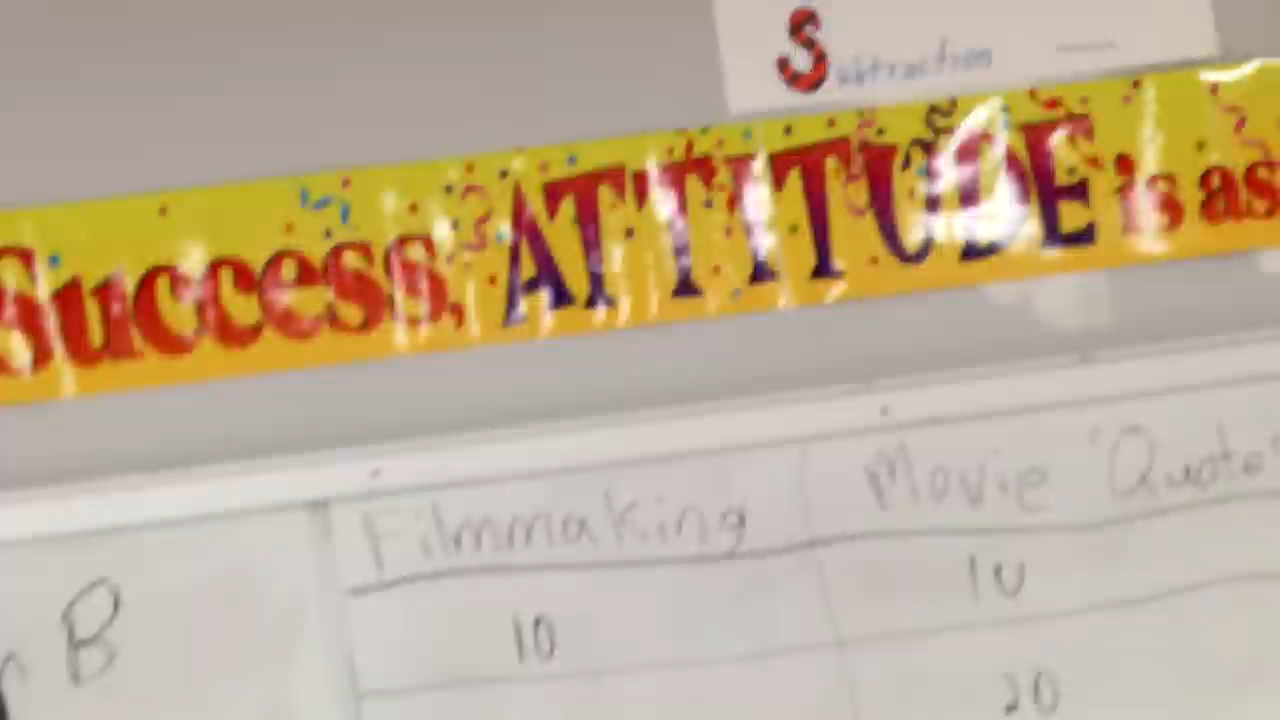 Subtraction
Success, ATTITUDE is as
Filmmaking
Movie Quote
10
10
B
20